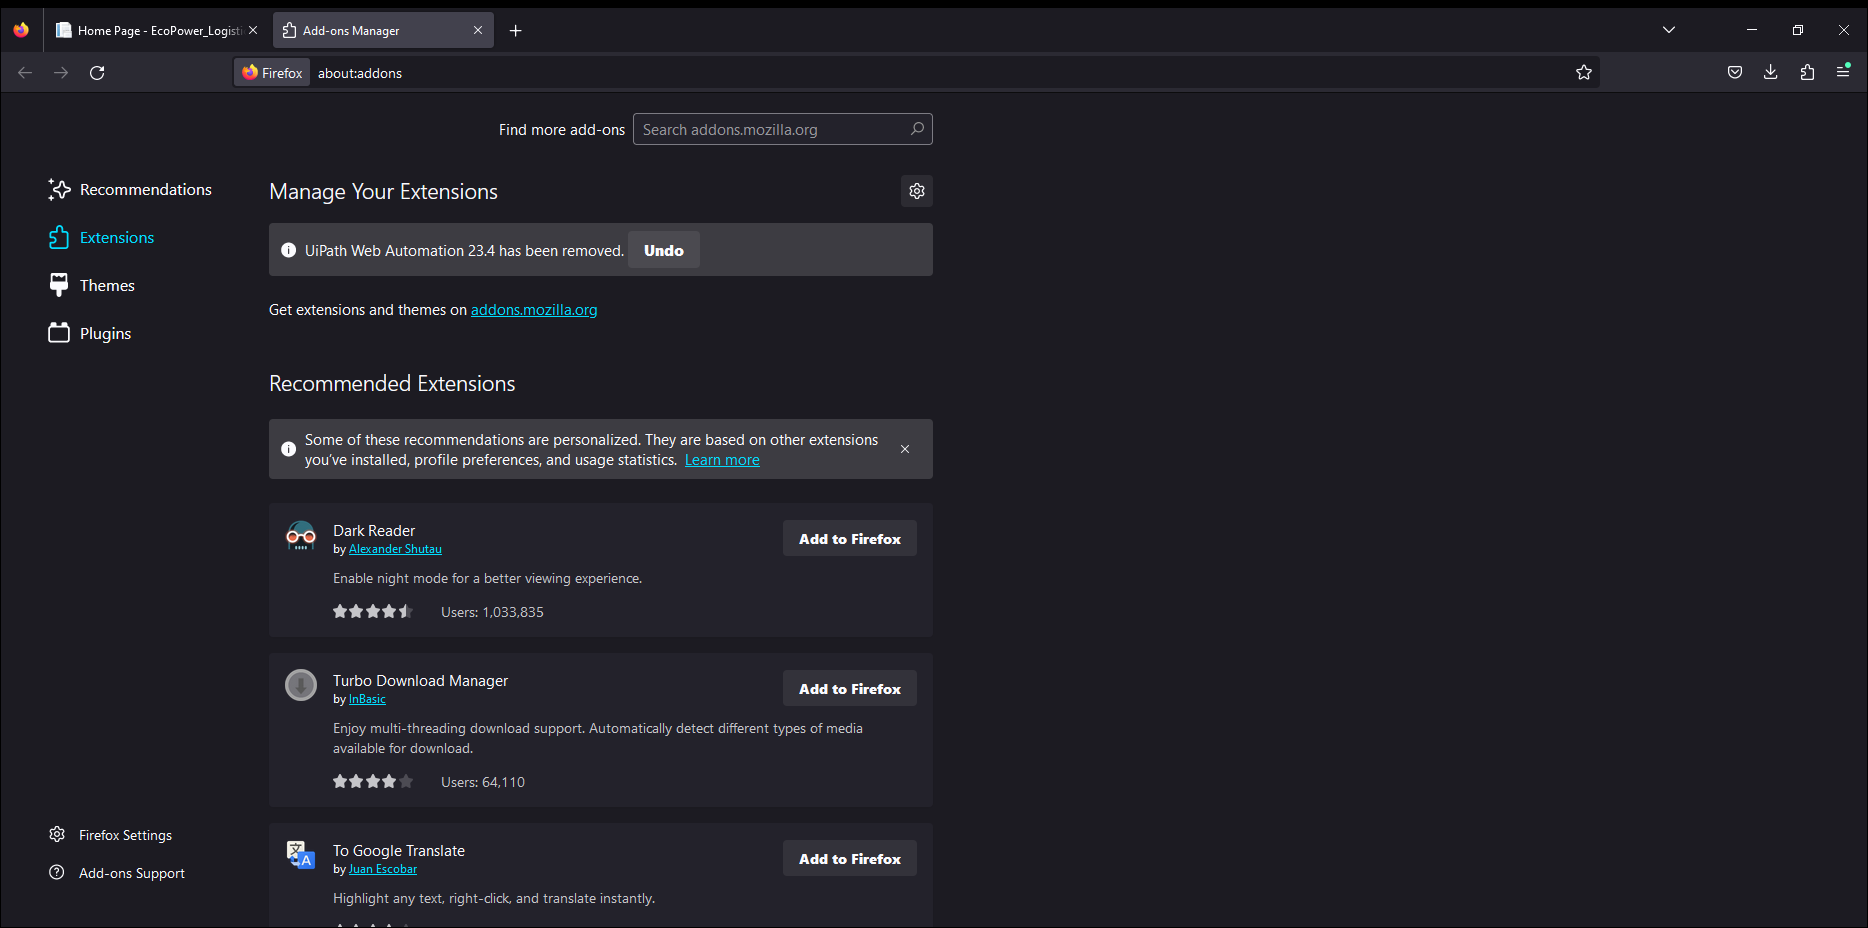 Home Page - EcoPower_Logisti
Add-ons Manager
Firefox
about:addons
Find more add-ons
Search addons.mozilla.org
Recommendations
Extensions
Themes
Plugins
Manage Your Extensions
UiPath Web Automation 23.4 has been removed.
Undo
Get extensions and themes on addons.mozilla.org
Recommended Extensions
Some of these recommendations are personalized. They are based on other extensions
you've installed, profile preferences, and usage statistics. Learn more
Dark Reader
by Alexander Shutau
Add to Firefox
Enable night mode for a better viewing experience.
Users: 1,033,835
Turbo Download Manager
by InBasic
Add to Firefox
Enjoy multi-threading download support. Automatically detect different types of media
available for download.
Users: 64,110
To Google Translate
by Juan Escobar
Add to Firefox
Highlight any text, right-click, and translate instantly.
Firefox Settings
Add-ons Support